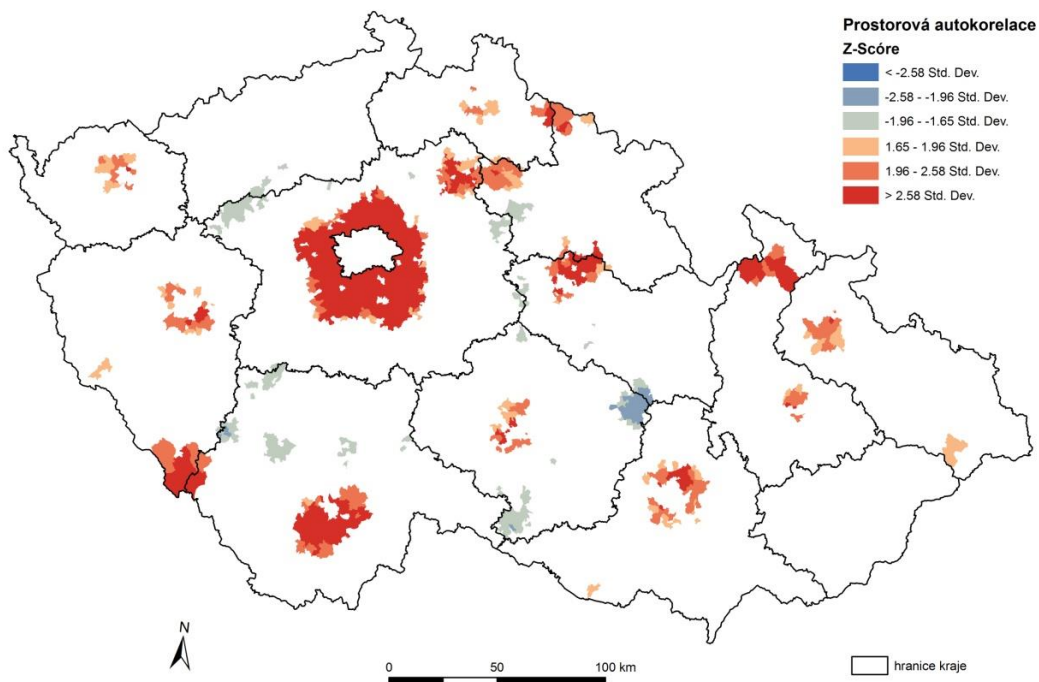 Prostorová autokorelace
Z-Scóre
< -2.58 Std. Dev.
-2.58 - -1.96 Std. Dev.
-1.96 - -1.65 Std. Dev.
1.65 - 1.96 Std. Dev.
1.96 - 2.58 Std. Dev.
> 2.58 Std. Dev.
N
0 50 100 km
hranice kraje